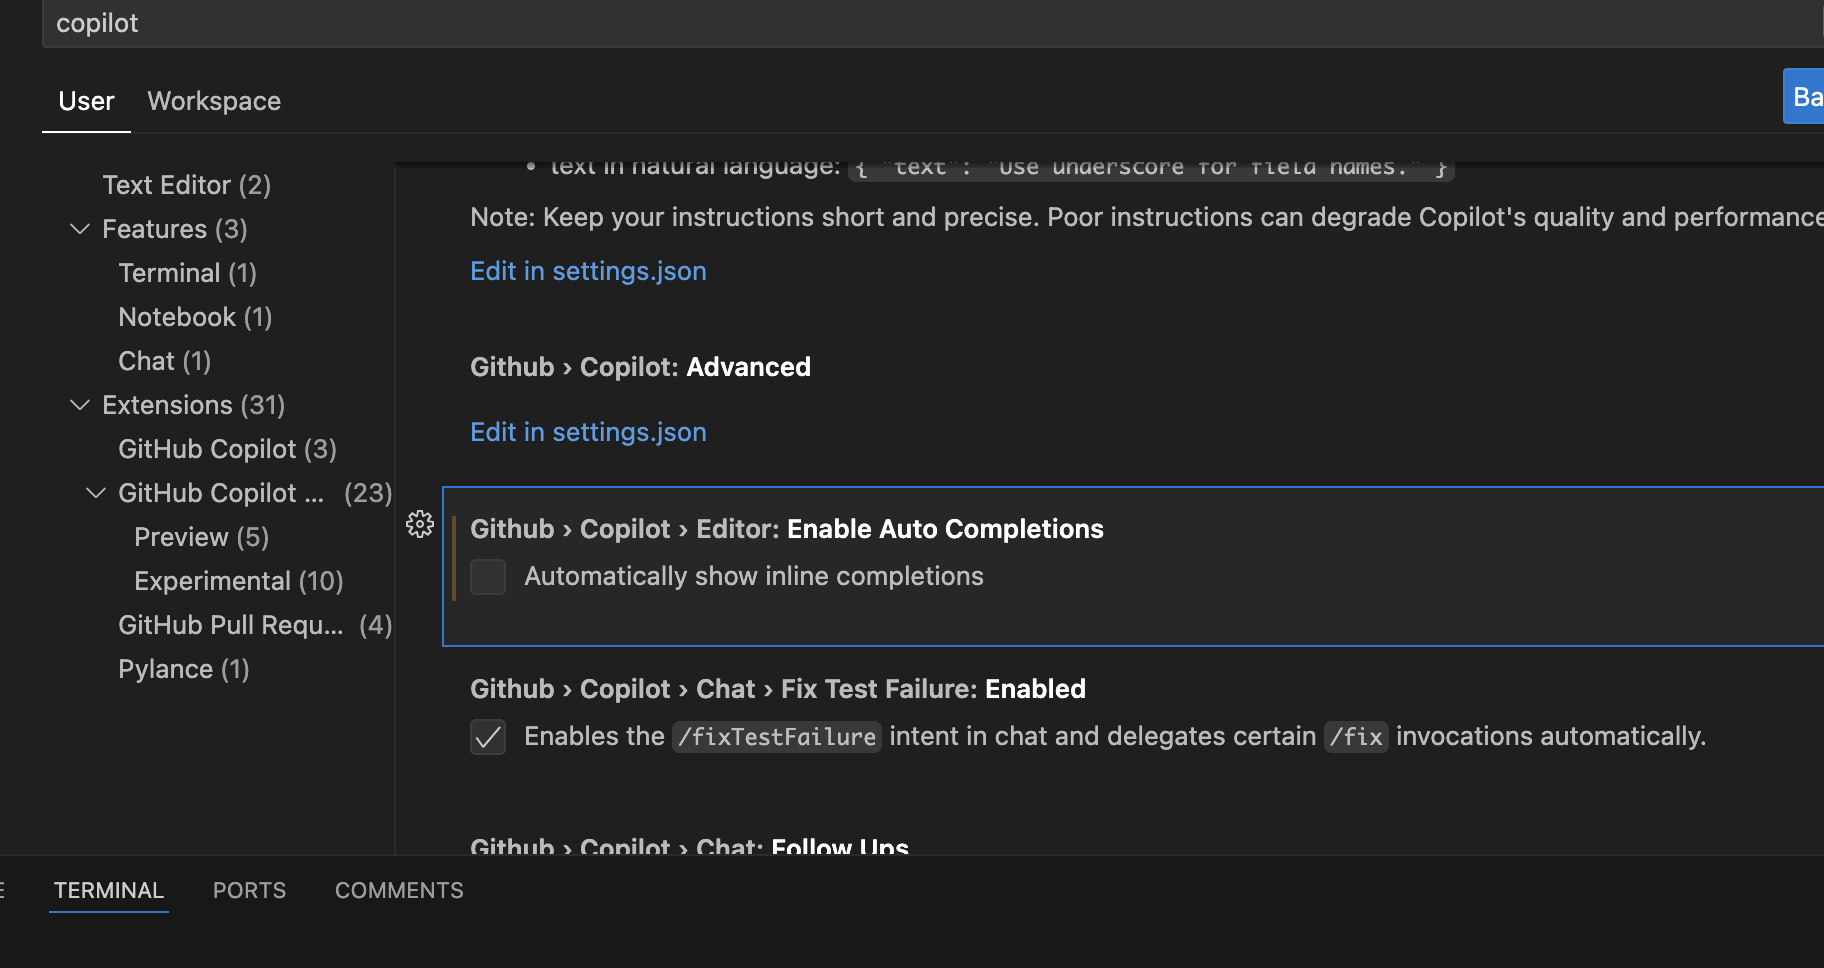 copilot
User
Workspace
Ba
Text Editor (2)
Features (3)
Terminal (1)
Notebook (1)
Chat (1)
Extensions (31)
GitHub Copilot (3)
GitHub Copilot ... (23)
Preview (5)
Experimental (10)
GitHub Pull Requ... (4)
Pylance (1)
• text in natural language: { "text": "Use underscore for field names." }
Note: Keep your instructions short and precise. Poor instructions can degrade Copilot's quality and performance
Edit in settings.json
Github › Copilot: Advanced
Edit in settings.json
Github › Copilot › Editor: Enable Auto Completions
Automatically show inline completions
Github › Copilot › Chat › Fix Test Failure: Enabled
Enables the /fixTestFailure intent in chat and delegates certain /fix invocations automatically.
Github › Copilot › Chat: Follow Ups
E TERMINAL PORTS COMMENTS